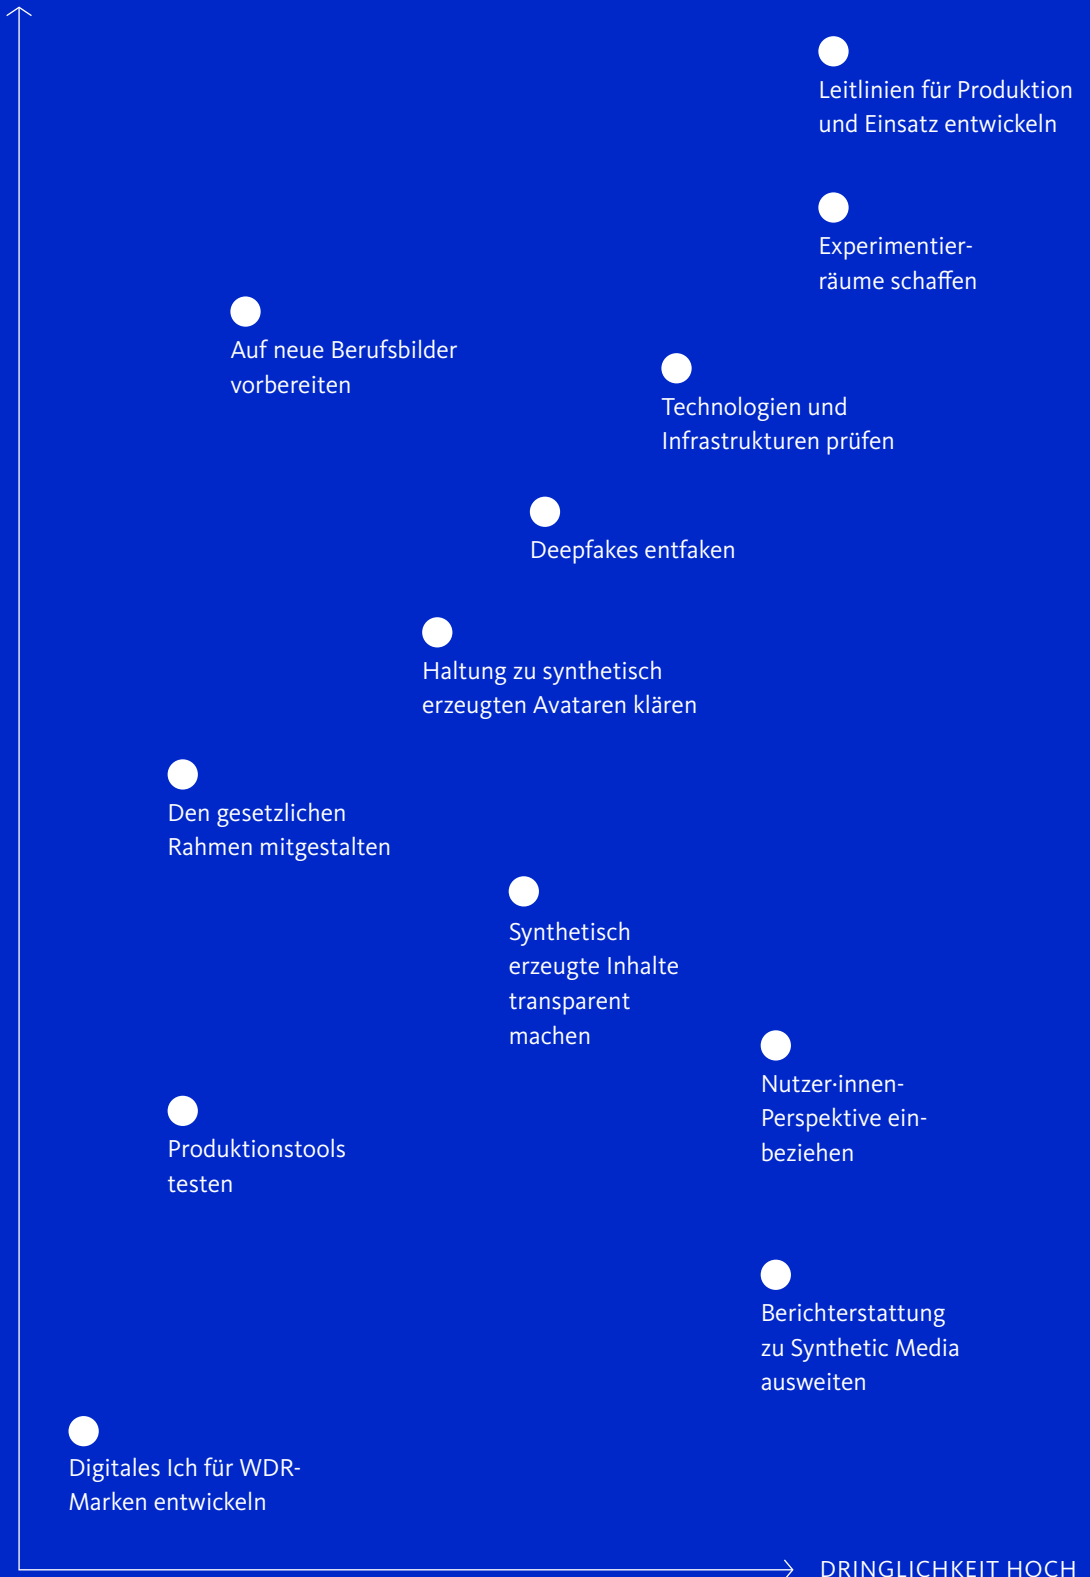 Leitlinien für Produktion
und Einsatz entwickeln
Experimentier-
räume schaffen
Auf neue Berufsbilder
vorbereiten
Technologien und
Infrastrukturen prüfen
Deepfakes entfaken
Haltung zu synthetisch
erzeugten Avataren klären
Den gesetzlichen
Rahmen mitgestalten
Synthetisch
erzeugte Inhalte
transparent
machen
Nutzer·innen-
Perspektive ein-
beziehen
Produktionstools
testen
Berichterstattung
zu Synthetic Media
ausweiten
Digitales Ich für WDR-
Marken entwickeln
DRINGLICHKEIT HOCH